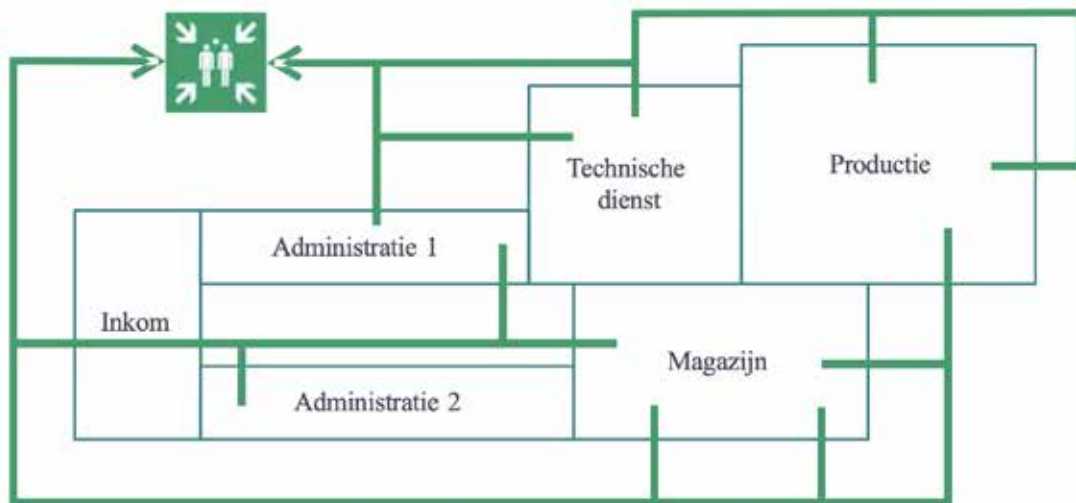 Technische
dienst
Productie
Administratie 1
Inkom
Magazijn
Administratie 2